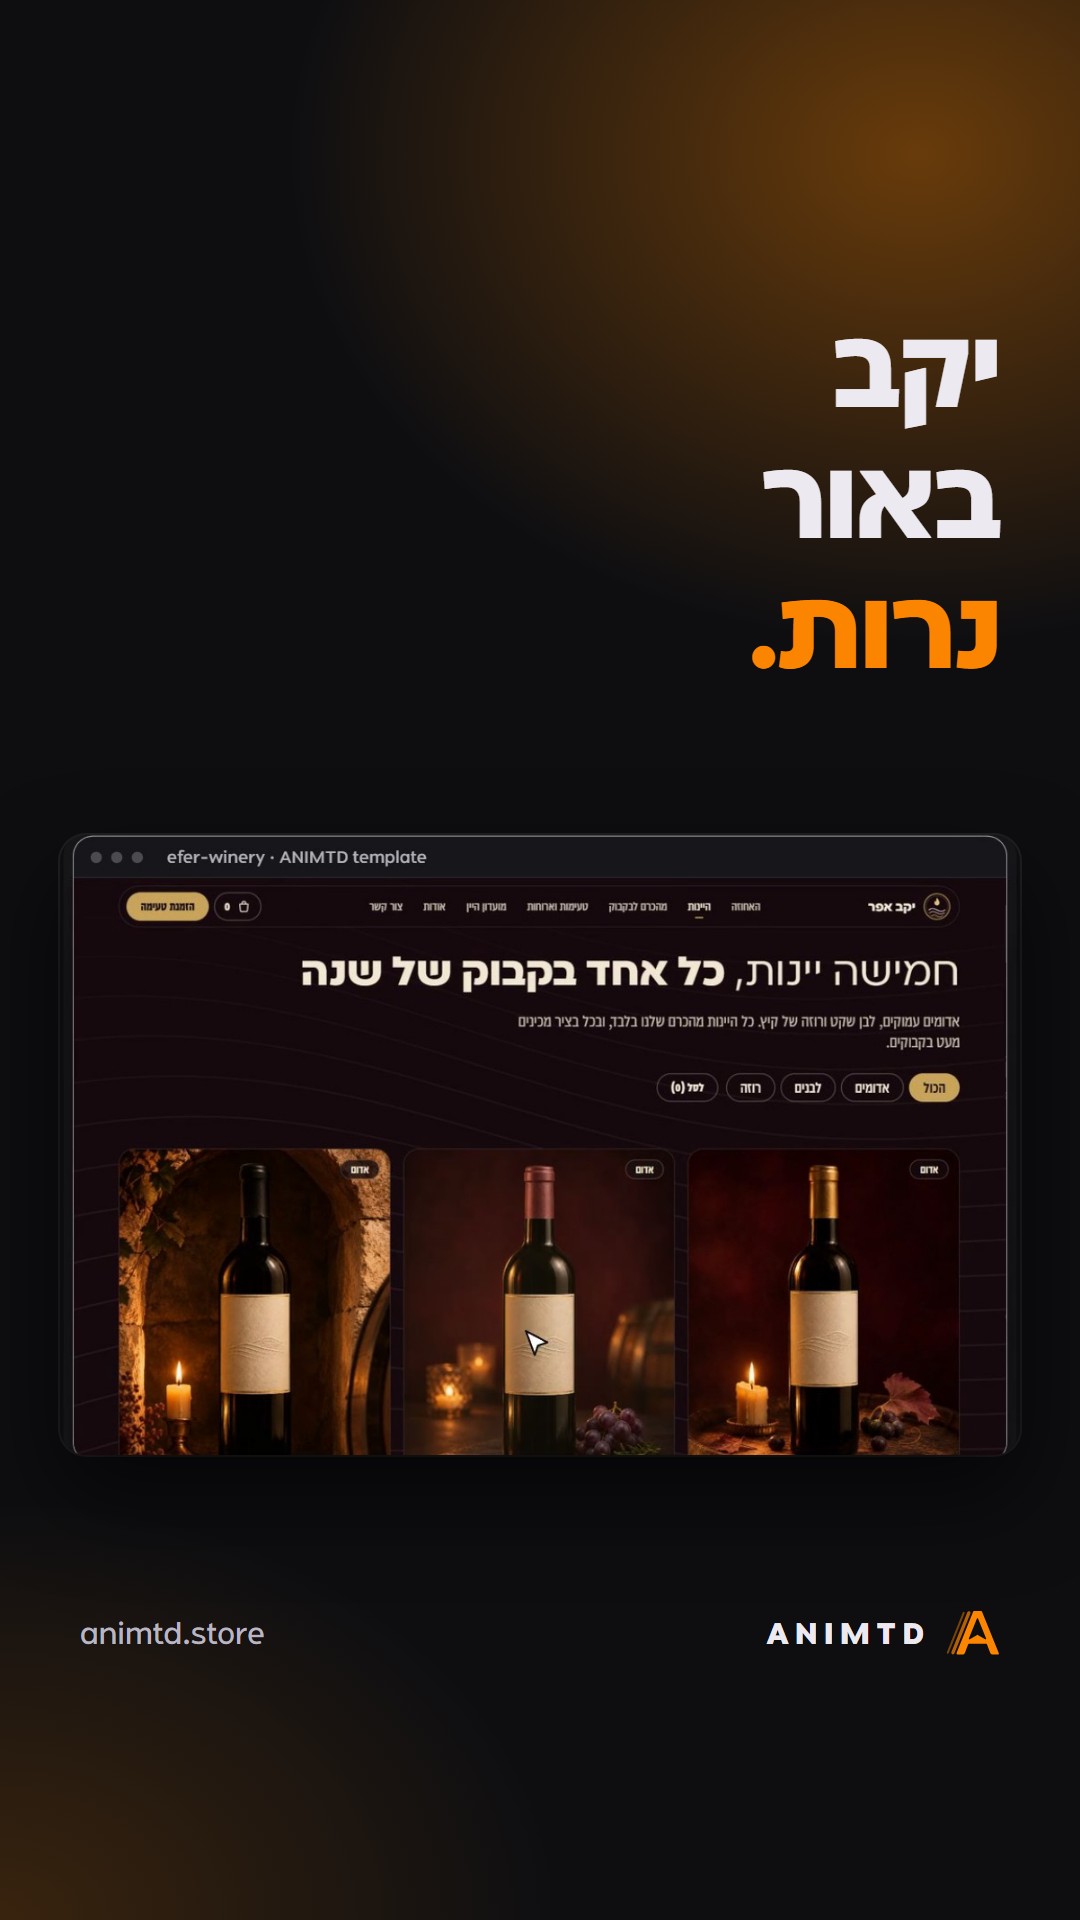 יקב
באור
נרות.
efer-winery · ANIMTD template
יקב אפר
האחוזה
היינות
מהכרם לבקבוק
טעימות וארוחות
מועדון היין
אודות
צור קשר
0
הזמנת טעימה
חמישה יינות, כל אחד בקבוק של שנה
אדומים עמוקים, לבן שקט ורוזה של קיץ. כל היינות מהכרם שלנו בלבד, ובכל בציר מכינים
מעט בקבוקים.
הכול
אדומים
לבנים
רוזה
לסל (0)
אדום
אדום
אדום
animtd.store
ANIMTD